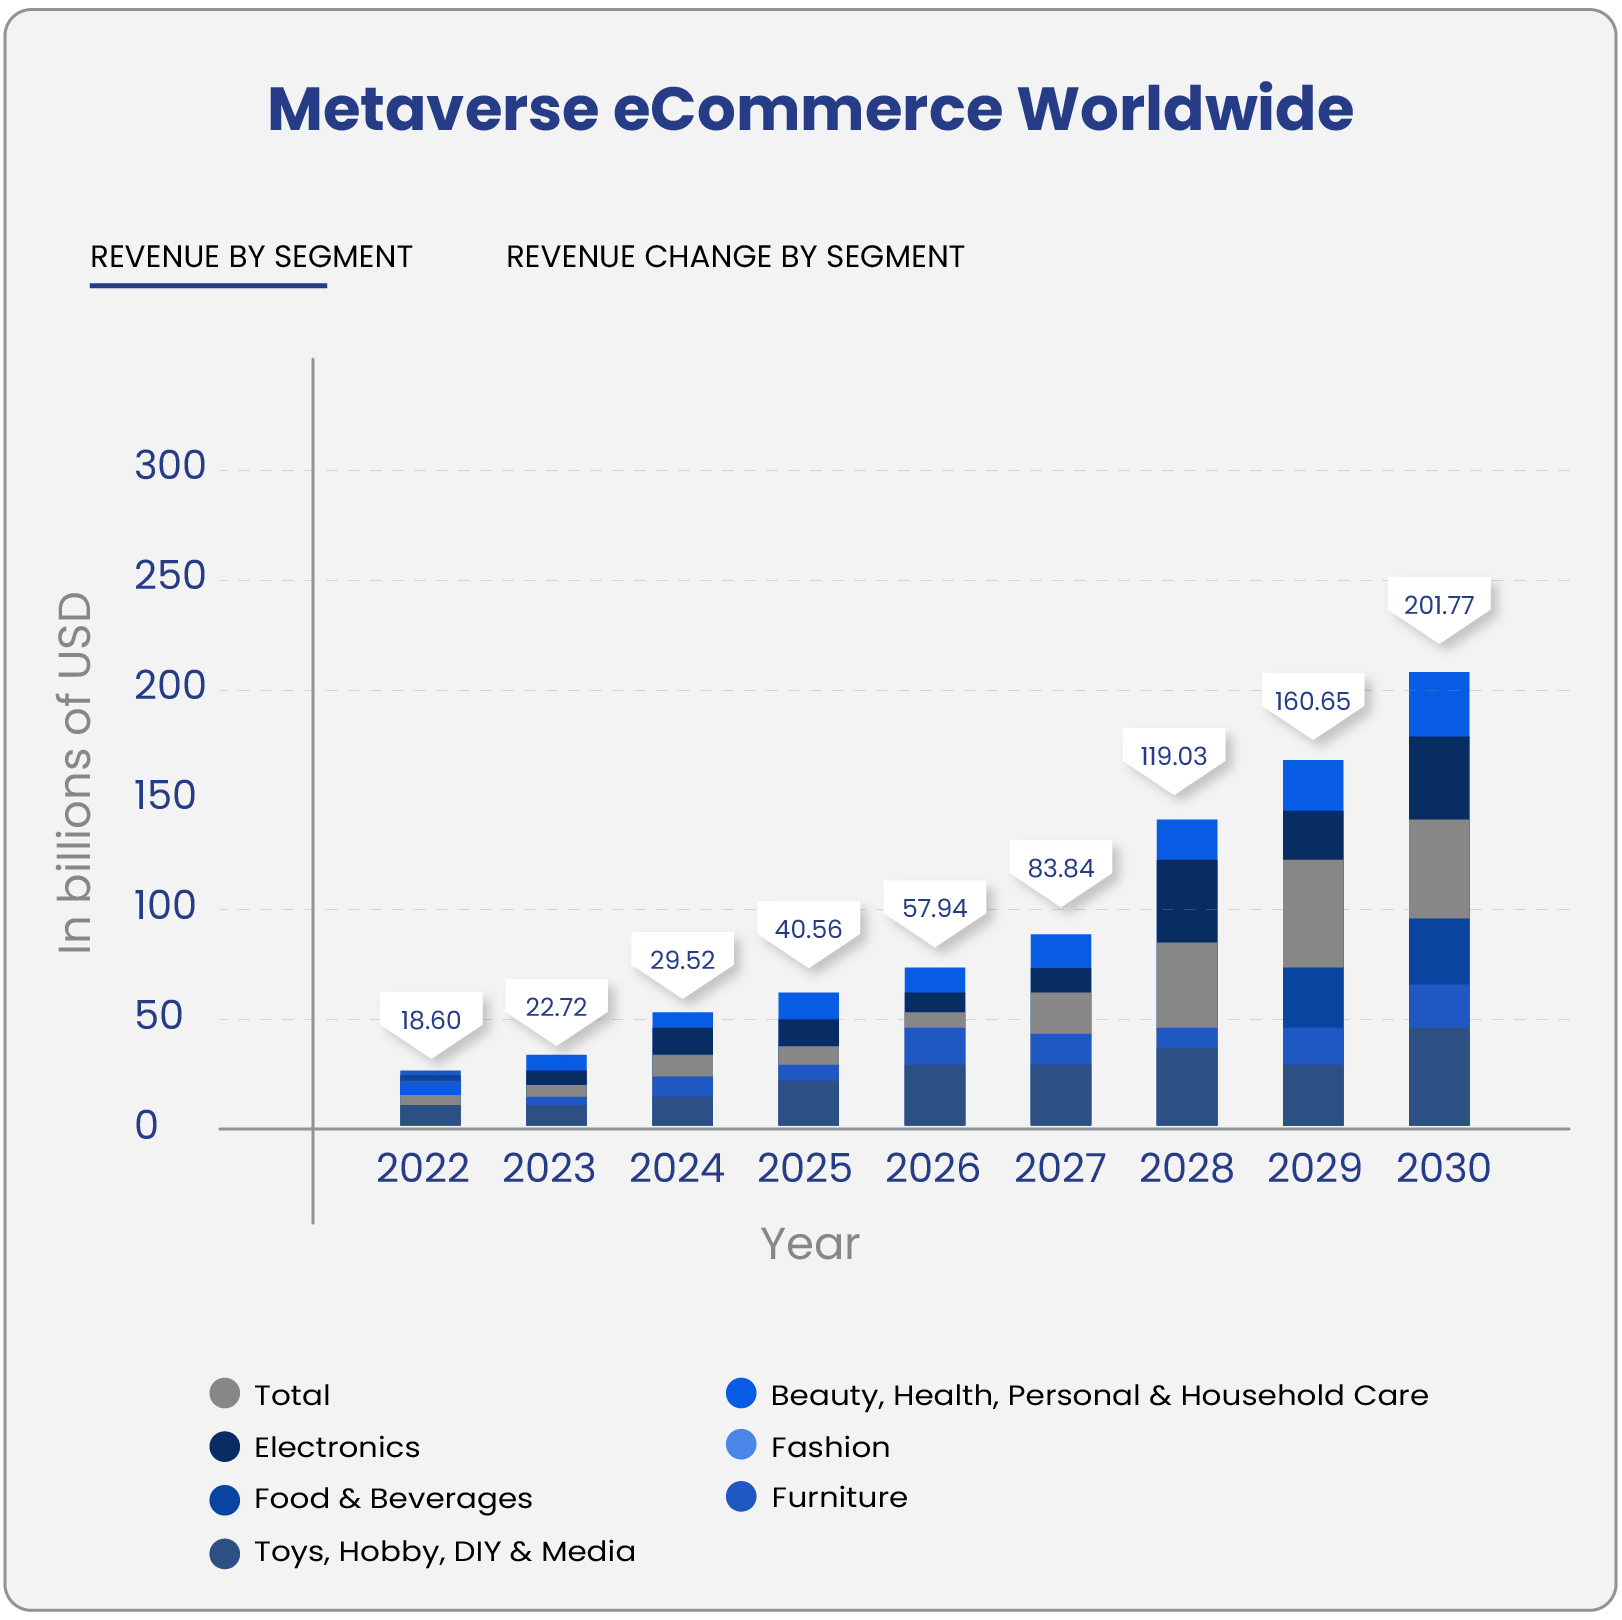 Metaverse eCommerce Worldwide
REVENUE BY SEGMENT
REVENUE CHANGE BY SEGMENT
In billions of USD
300
250
200
150
100
50
0
18.60
22.72
29.52
40.56
57.94
83.84
119.03
160.65
201.77
2022 2023 2024 2025 2026 2027 2028 2029 2030
Year
Total
Electronics
Food & Beverages
Toys, Hobby, DIY & Media
Beauty, Health, Personal & Household Care
Fashion
Furniture